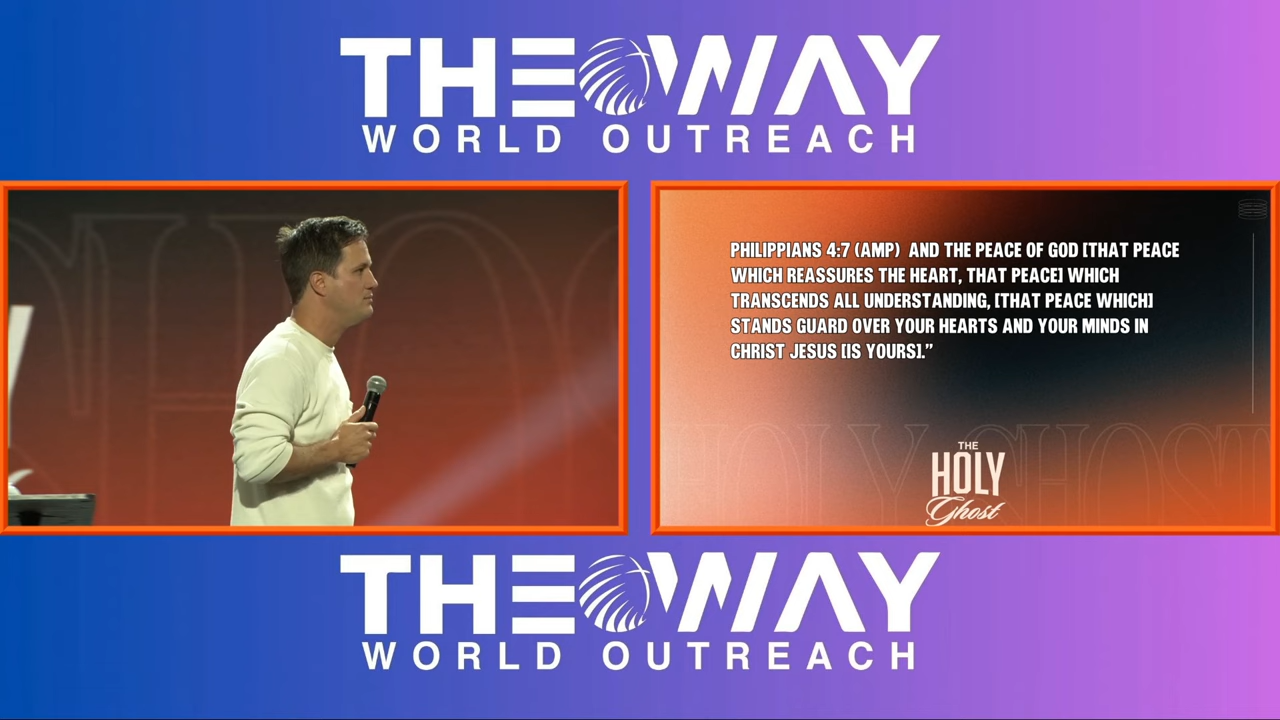 THE WAY
WORLD OUTREACH
PHILIPPIANS 4:7 (AMP) AND THE PEACE OF GOD [THAT PEACE
WHICH REASSURES THE HEART, THAT PEACE] WHICH
TRANSCENDS ALL UNDERSTANDING, [THAT PEACE WHICH]
STANDS GUARD OVER YOUR HEARTS AND YOUR MINDS IN
CHRIST JESUS [IS YOURS].”
HOLY GHOST
THE
HOLY
Ghost
THE WAY
WORLD OUTREACH